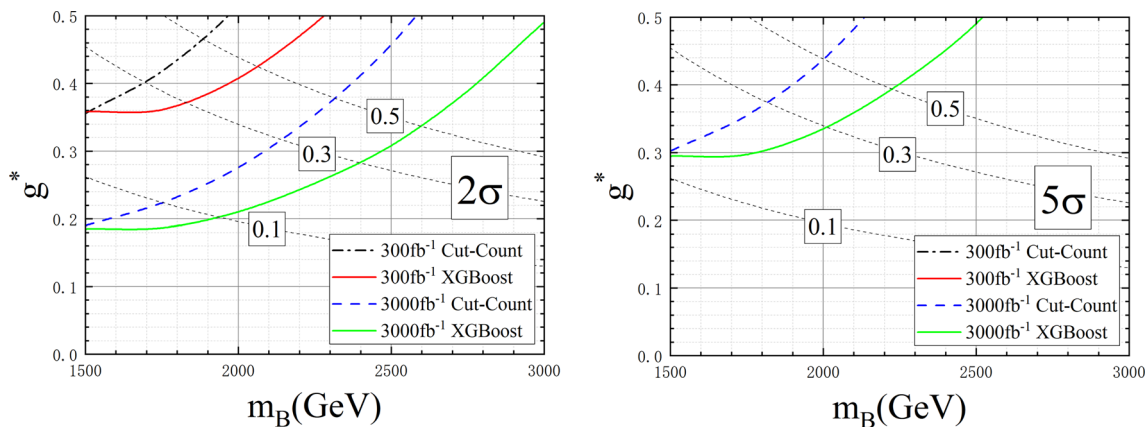 0.5
0.4
0.3
0.2
0.1
0.0
g*
0.5
0.3
0.1
2σ
300fb⁻¹ Cut-Count
300fb⁻¹ XGBoost
3000fb⁻¹ Cut-Count
3000fb⁻¹ XGBoost
1500 2000 2500 3000
m_B(GeV)
0.5
0.4
0.3
0.2
0.1
0.0
g*
0.5
0.3
0.1
5σ
300fb⁻¹ Cut-Count
300fb⁻¹ XGBoost
3000fb⁻¹ Cut-Count
3000fb⁻¹ XGBoost
1500 2000 2500 3000
m_B(GeV)